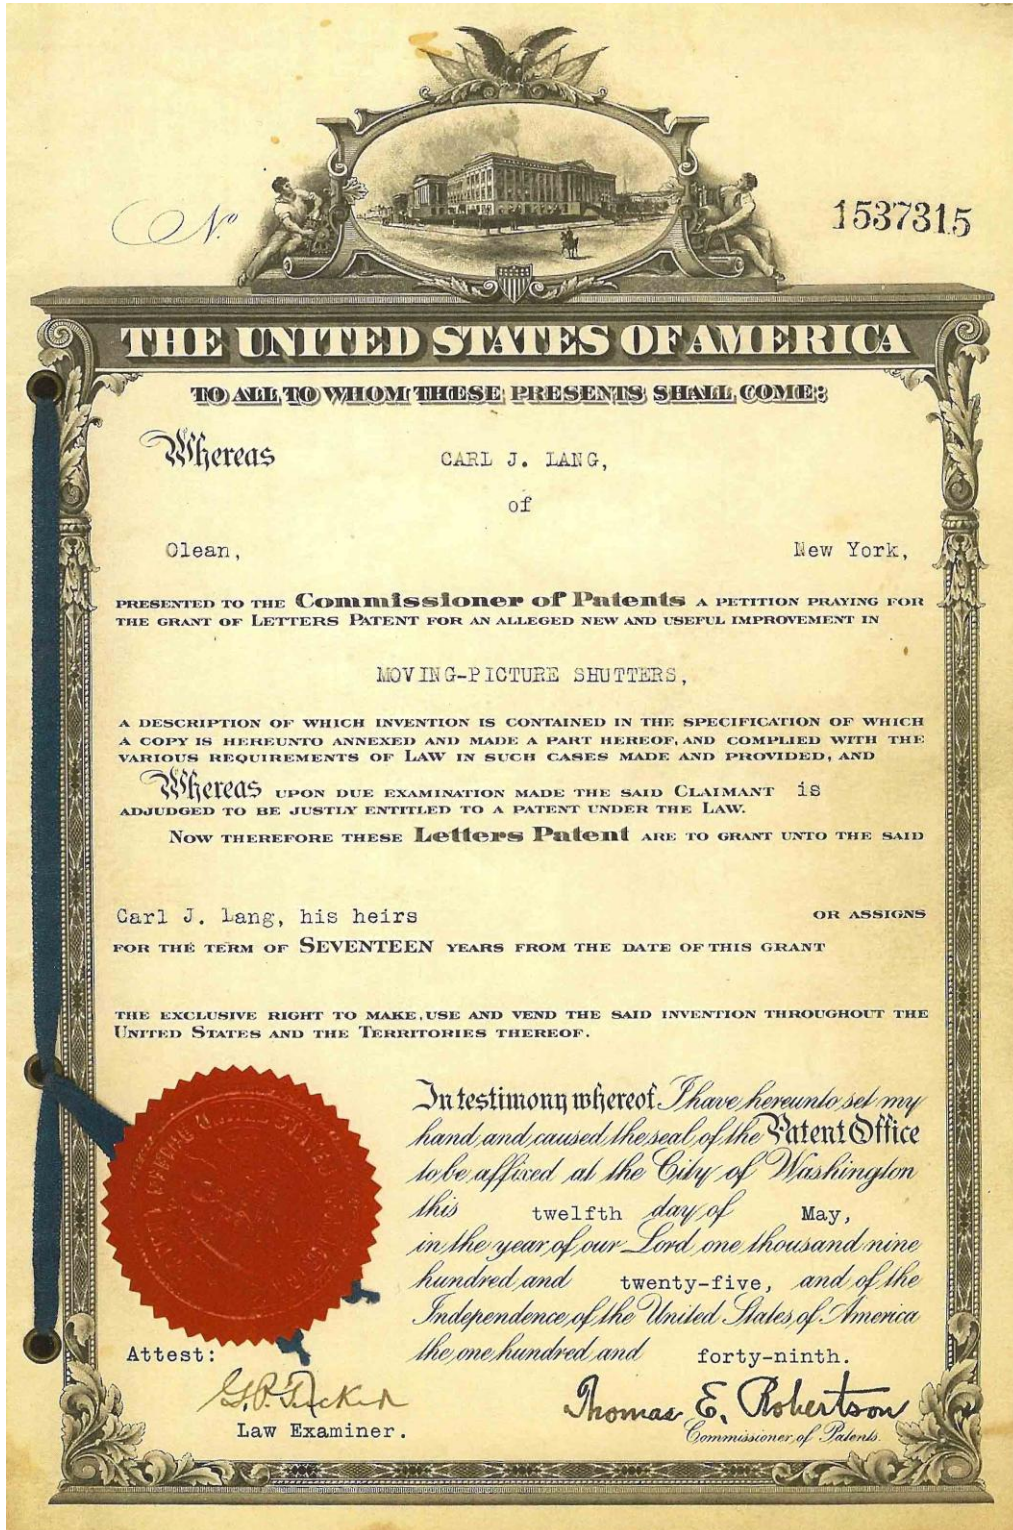 No 1537315
THE UNITED STATES OF AMERICA
TO ALL TO WHOM THESE PRESENTS SHALL COME:
Whereas CARL J. LANG,
of
Olean, New York,
PRESENTED TO THE Commissioner of Patents A PETITION PRAYING FOR
THE GRANT OF LETTERS PATENT FOR AN ALLEGED NEW AND USEFUL IMPROVEMENT IN
MOVING-PICTURE SHUTTERS,
A DESCRIPTION OF WHICH INVENTION IS CONTAINED IN THE SPECIFICATION OF WHICH
A COPY IS HEREUNTO ANNEXED AND MADE A PART HEREOF, AND COMPLIED WITH THE
VARIOUS REQUIREMENTS OF LAW IN SUCH CASES MADE AND PROVIDED, AND
Whereas UPON DUE EXAMINATION MADE THE SAID CLAIMANT is
ADJUDGED TO BE JUSTLY ENTITLED TO A PATENT UNDER THE LAW.
NOW THEREFORE THESE Letters Patent ARE TO GRANT UNTO THE SAID
Carl J. Lang, his heirs OR ASSIGNS
FOR THE TERM OF SEVENTEEN YEARS FROM THE DATE OF THIS GRANT
THE EXCLUSIVE RIGHT TO MAKE, USE AND VEND THE SAID INVENTION THROUGHOUT THE
UNITED STATES AND THE TERRITORIES THEREOF.
In testimony whereof I have hereunto set my
hand and caused the seal of the Patent Office
to be affixed at the City of Washington
this twelfth day of May,
in the year of our Lord one thousand nine
hundred and twenty-five, and of the
Independence of the United States of America
the one hundred and forty-ninth.
Attest:
Law Examiner.
Thomas E. Robertson
Commissioner of Patents.